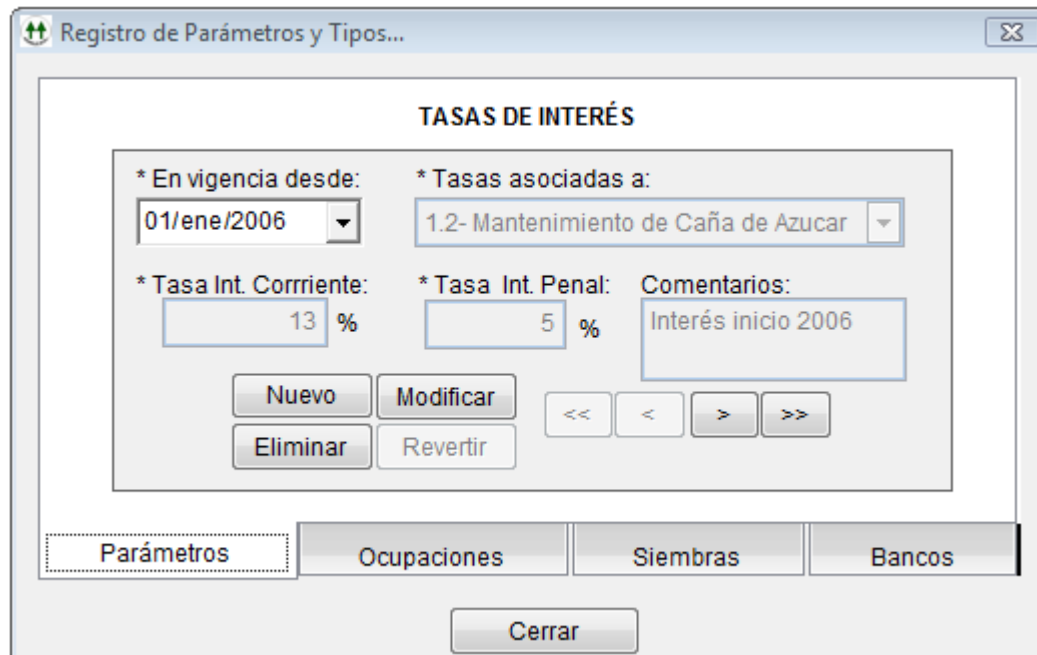 Registro de Parámetros y Tipos...
TASAS DE INTERÉS
* En vigencia desde: * Tasas asociadas a:
01/ene/2006 1.2- Mantenimiento de Caña de Azucar
* Tasa Int. Corrriente: * Tasa Int. Penal: Comentarios:
13 % 5 % Interés inicio 2006
Nuevo Modificar << < > >>
Eliminar Revertir
Parámetros Ocupaciones Siembras Bancos
Cerrar